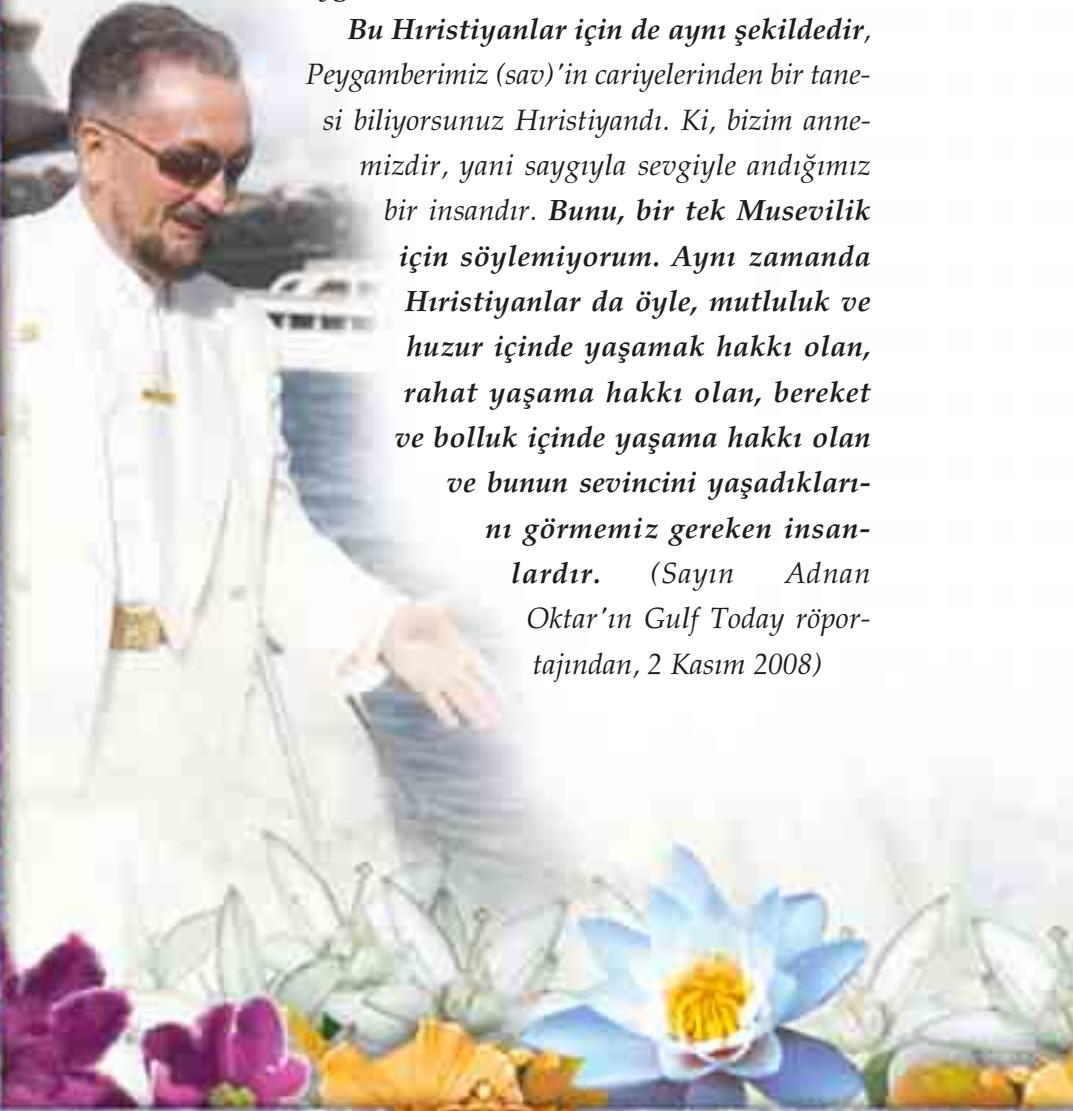 Bu Hıristiyanlar için de aynı şekildedir,
Peygamberimiz (sav)'in cariyelerinden bir tane-
si biliyorsunuz Hıristiyandı. Ki, bizim anne-
mizdir, yani saygıyla sevgiyle andığımız
bir insandır. Bunu, bir tek Musevilik
için söylemiyorum. Aynı zamanda
Hıristiyanlar da öyle, mutluluk ve
huzur içinde yaşamak hakkı olan,
rahat yaşama hakkı olan, bereket
ve bolluk içinde yaşama hakkı olan
ve bunun sevincini yaşadıkları-
nı görmemiz gereken insan-
lardır. (Sayın Adnan
Oktar'ın Gulf Today röpor-
tajından, 2 Kasım 2008)